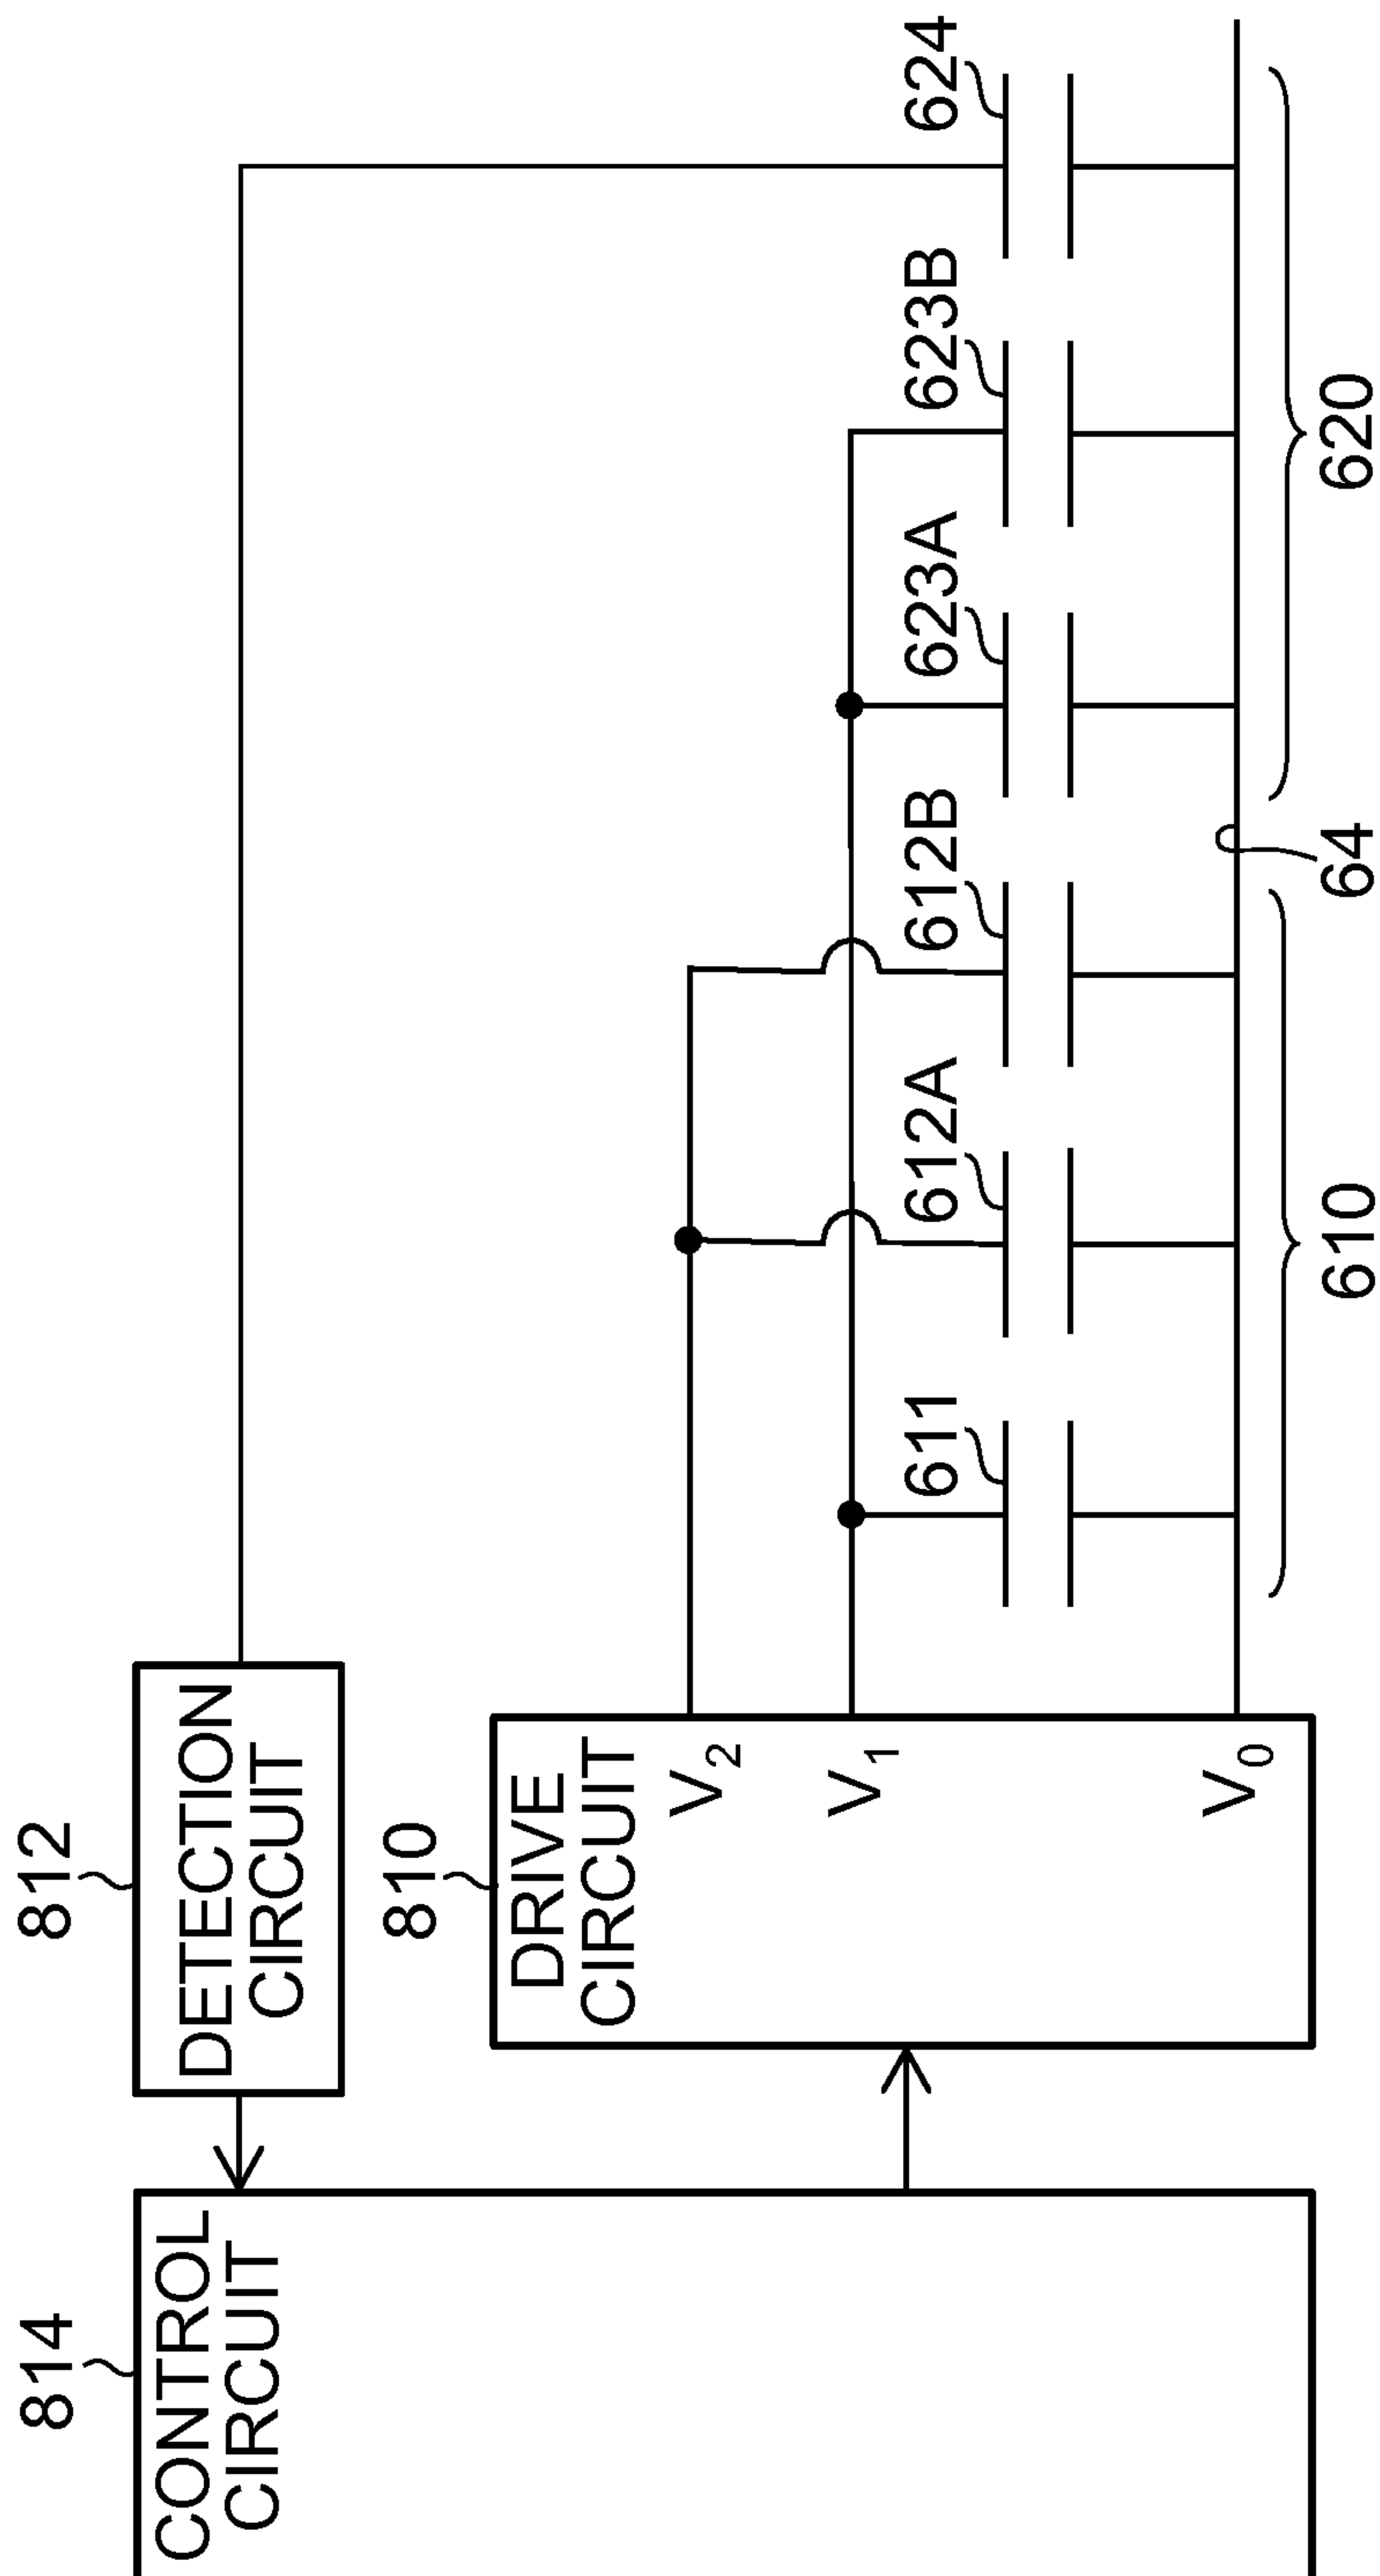 814
CONTROL
CIRCUIT
812
DETECTION
CIRCUIT
810
DRIVE
CIRCUIT
V2
V1
V0
611
612A
612B
623A
623B
624
610
64
620